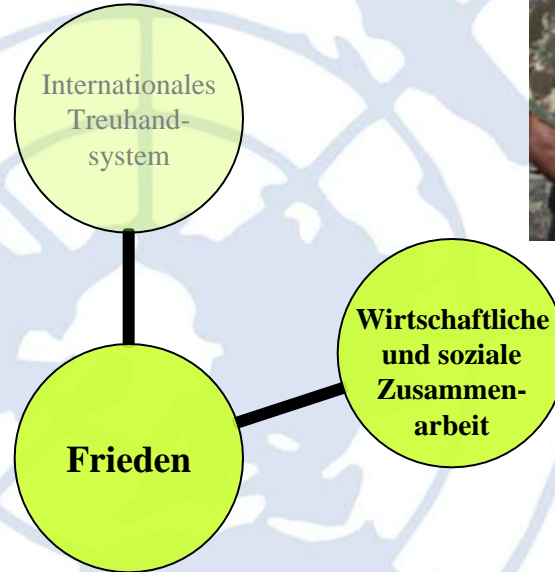 Internationales
Treuhand-
system
Wirtschaftliche
und soziale
Zusammen-
arbeit
Frieden